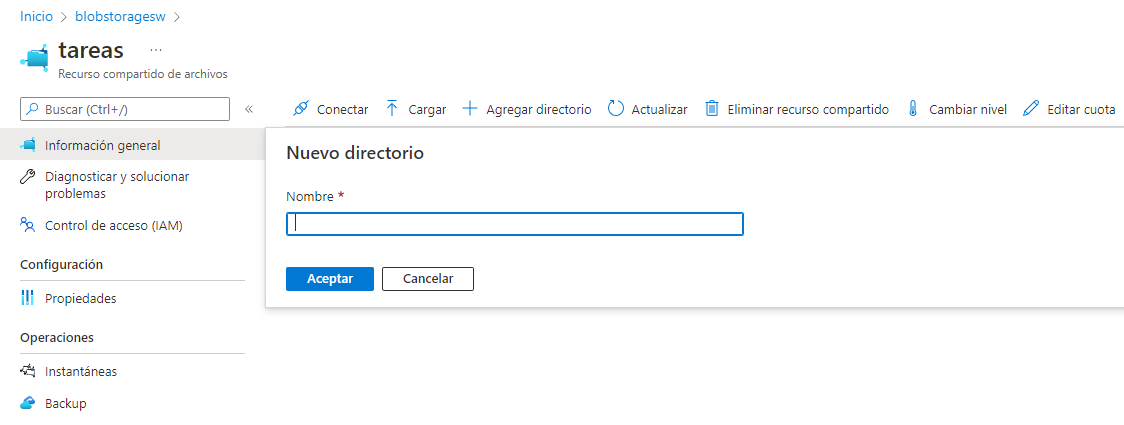 Inicio > blobstoragesw >
tareas ...
Recurso compartido de archivos
Buscar (Ctrl+/) «
Conectar Cargar Agregar directorio Actualizar Eliminar recurso compartido Cambiar nivel Editar cuota
Información general
Diagnosticar y solucionar
problemas
Control de acceso (IAM)
Configuración
Propiedades
Operaciones
Instantáneas
Backup
Nuevo directorio
Nombre *
Aceptar Cancelar